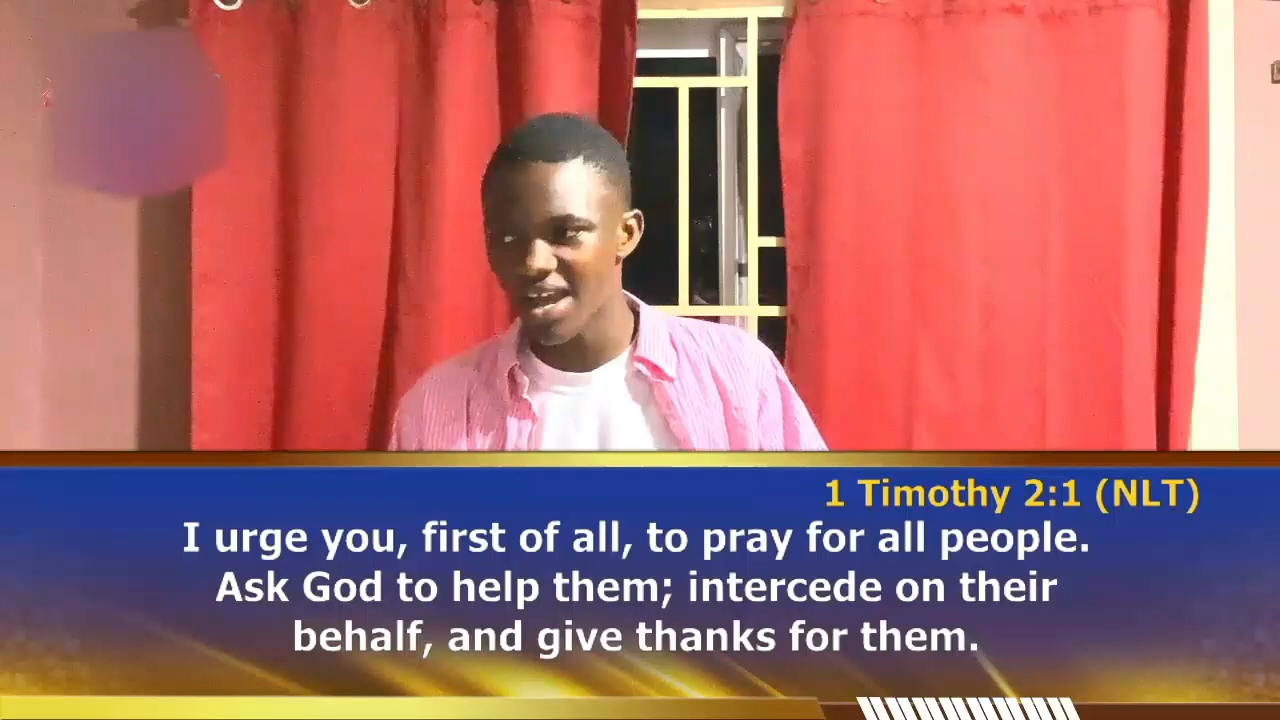 1 Timothy 2:1 (NLT)
I urge you, first of all, to pray for all people.
Ask God to help them; intercede on their
behalf, and give thanks for them.